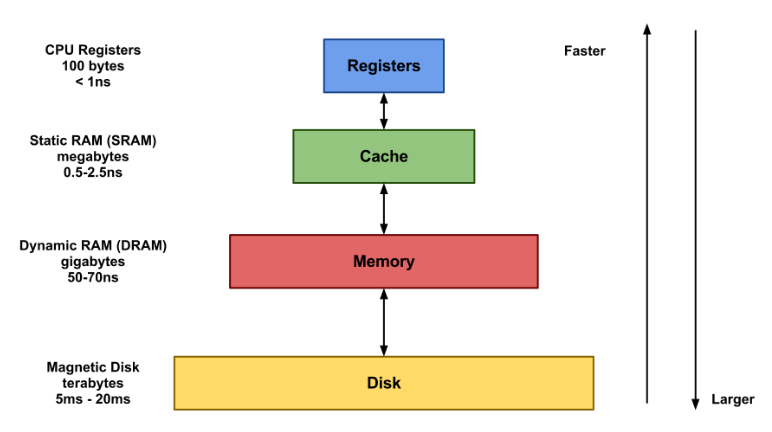 CPU Registers
100 bytes
< 1ns
Registers
Faster
Static RAM (SRAM)
megabytes
0.5-2.5ns
Cache
Dynamic RAM (DRAM)
gigabytes
50-70ns
Memory
Magnetic Disk
terabytes
5ms - 20ms
Disk
Larger